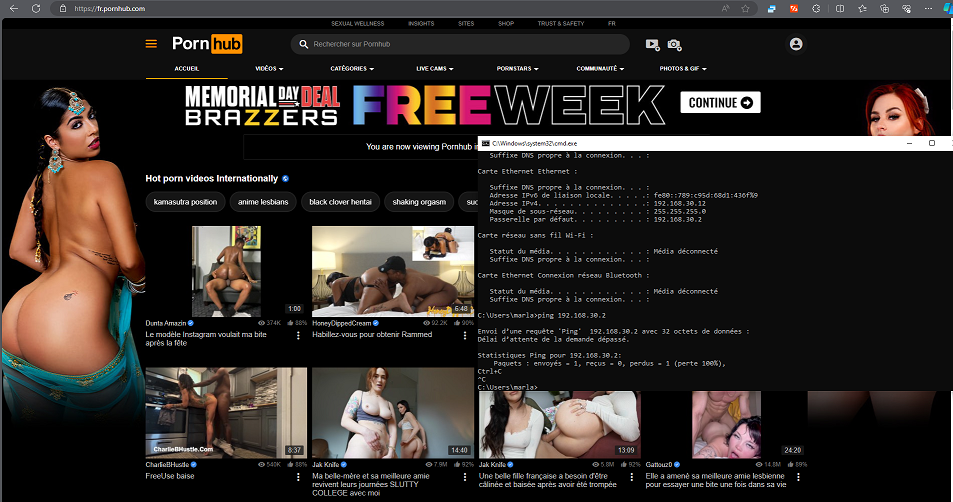 https://fr.pornhub.com
SEXUAL WELLNESS INSIGHTS SITES SHOP TRUST & SAFETY FR
Pornhub
Rechercher sur Pornhub
ACCUEIL VIDÉOS CATÉGORIES LIVE CAMS PORNSTARS COMMUNAUTÉ PHOTOS & GIF
MEMORIAL DAY DEAL
BRAZZERS
FREE WEEK
CONTINUE
You are now viewing Pornhub
Hot porn videos Internationally
kamasutra position anime lesbians black clover hentai shaking orgasm
1:00
Dunta Amazin 374K 88%
Le modèle Instagram voulait ma bite
après la fête
6:48
HoneyDippedCream 92.2K 90%
Habillez-vous pour obtenir Rammed
CharlieBHustle.Com
8:37
CharlieBHustle 540K 88%
FreeUse baise
14:40
Jak Knife 7.9M 92%
Ma belle-mère et sa meilleure amie
revivent leurs journées SLUTTY
COLLEGE avec moi
13:09
Jak Knife 5.8M 92%
Une belle fille française a besoin d'être
câlinée et baisée après avoir été trompée
24:20
Gattouz0 14.8M 89%
Elle a amené sa meilleure amie lesbienne
pour essayer une bite une fois dans sa vie
C:\Windows\system32\cmd.exe
Suffixe DNS propre à la connexion. . . :
Carte Ethernet Ethernet :
Suffixe DNS propre à la connexion. . . :
Adresse IPv6 de liaison locale. . . . .: fe80::789:c95d:68d1:436f%9
Adresse IPv4. . . . . . . . . . . . . .: 192.168.30.12
Masque de sous-réseau. . . . . . . . . : 255.255.255.0
Passerelle par défaut. . . . . . . . . : 192.168.30.2
Carte réseau sans fil Wi-Fi :
Statut du média. . . . . . . . . . . . : Média déconnecté
Suffixe DNS propre à la connexion. . . :
Carte Ethernet Connexion réseau Bluetooth :
Statut du média. . . . . . . . . . . . : Média déconnecté
Suffixe DNS propre à la connexion. . . :
C:\Users\marla>ping 192.168.30.2
Envoi d'une requête 'Ping' 192.168.30.2 avec 32 octets de données :
Délai d'attente de la demande dépassé.
Statistiques Ping pour 192.168.30.2:
Paquets : envoyés = 1, reçus = 0, perdus = 1 (perte 100%),
Ctrl+C
^C
C:\Users\marla>